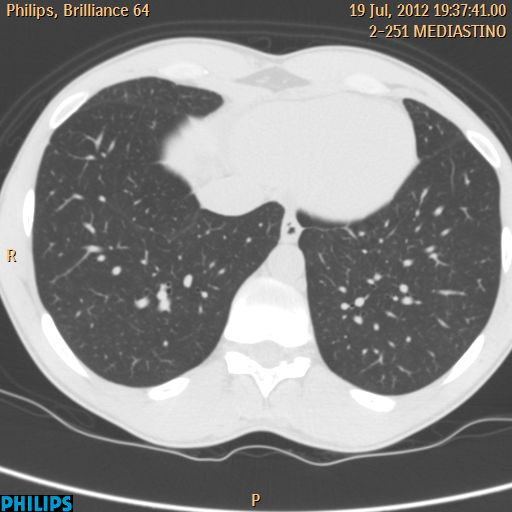 Philips, Brilliance 64
19 Jul, 2012 19:37:41.00
2-251 MEDIASTINO
R
P
PHILIPS